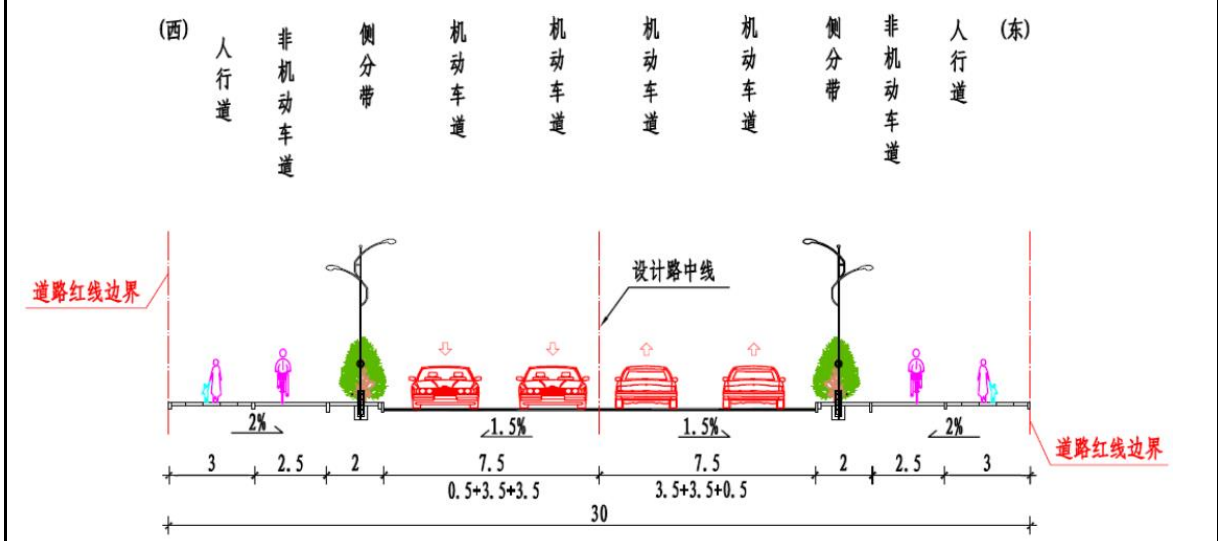 (西)
人行道
非机动车道
侧分带
机动车道
机动车道
机动车道
机动车道
侧分带
非机动车道
人行道
(东)
道路红线边界
设计路中线
2%
1.5%
1.5%
2%
道路红线边界
3
2.5
2
7.5
7.5
2
2.5
3
0.5+3.5+3.5
3.5+3.5+0.5
30